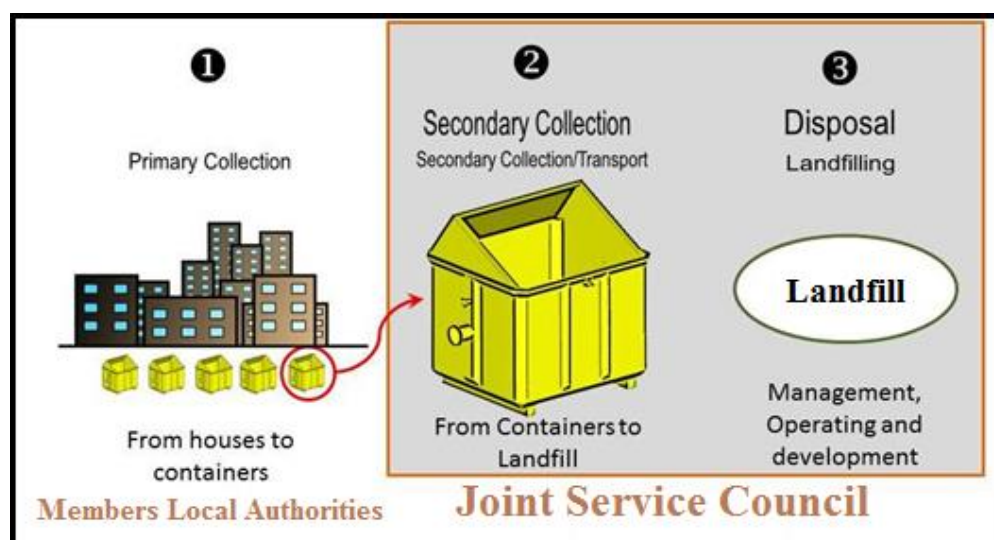 ❶
Primary Collection
From houses to
containers
Members Local Authorities
❷
Secondary Collection
Secondary Collection/Transport
From Containers to
Landfill
❸
Disposal
Landfilling
Landfill
Management,
Operating and
development
Joint Service Council